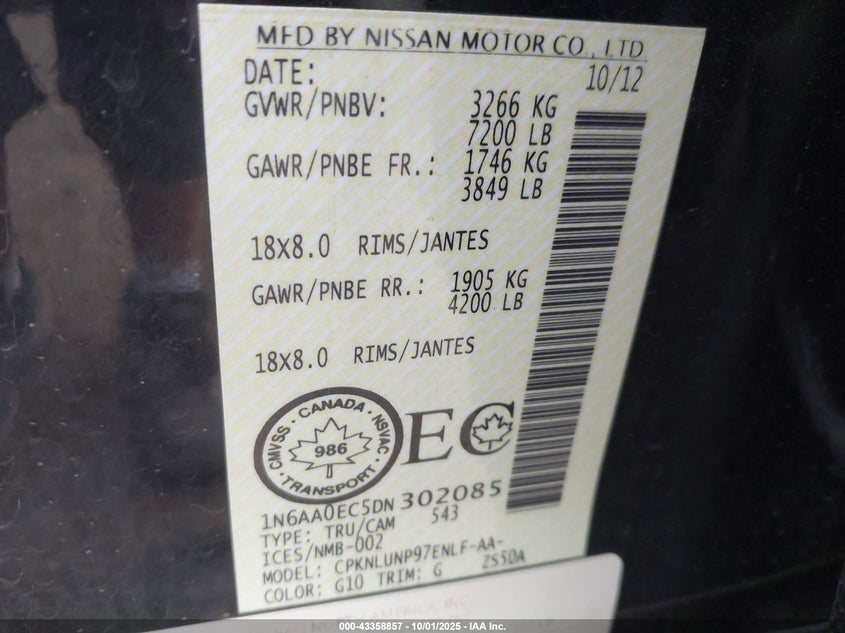 MFD BY NISSAN MOTOR CO., LTD.
DATE: 10/12
GVWR/PNBV: 3266 KG
7200 LB
GAWR/PNBE FR.: 1746 KG
3849 LB
18X8.0 RIMS/JANTES
GAWR/PNBE RR.: 1905 KG
4200 LB
18X8.0 RIMS/JANTES
CANADA · NSVAC · TRANSPORT · CMVSS ·
986
EC
1N6AA0EC5DN302085
TYPE: TRU/CAM 543
ICES/NMB-002
MODEL: CPKNLUNP97ENLF-AA-
COLOR: G10 TRIM: G ZS50A
AMERICA INC
000-43358857 - 10/01/2025 - IAA Inc.